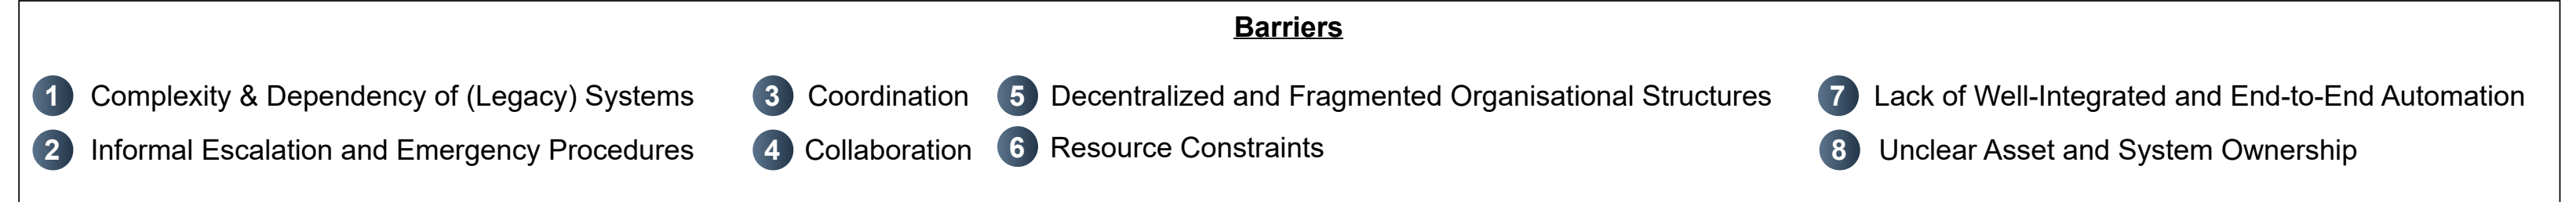 Barriers
1 Complexity & Dependency of (Legacy) Systems
2 Informal Escalation and Emergency Procedures
3 Coordination
4 Collaboration
5 Decentralized and Fragmented Organisational Structures
6 Resource Constraints
7 Lack of Well-Integrated and End-to-End Automation
8 Unclear Asset and System Ownership